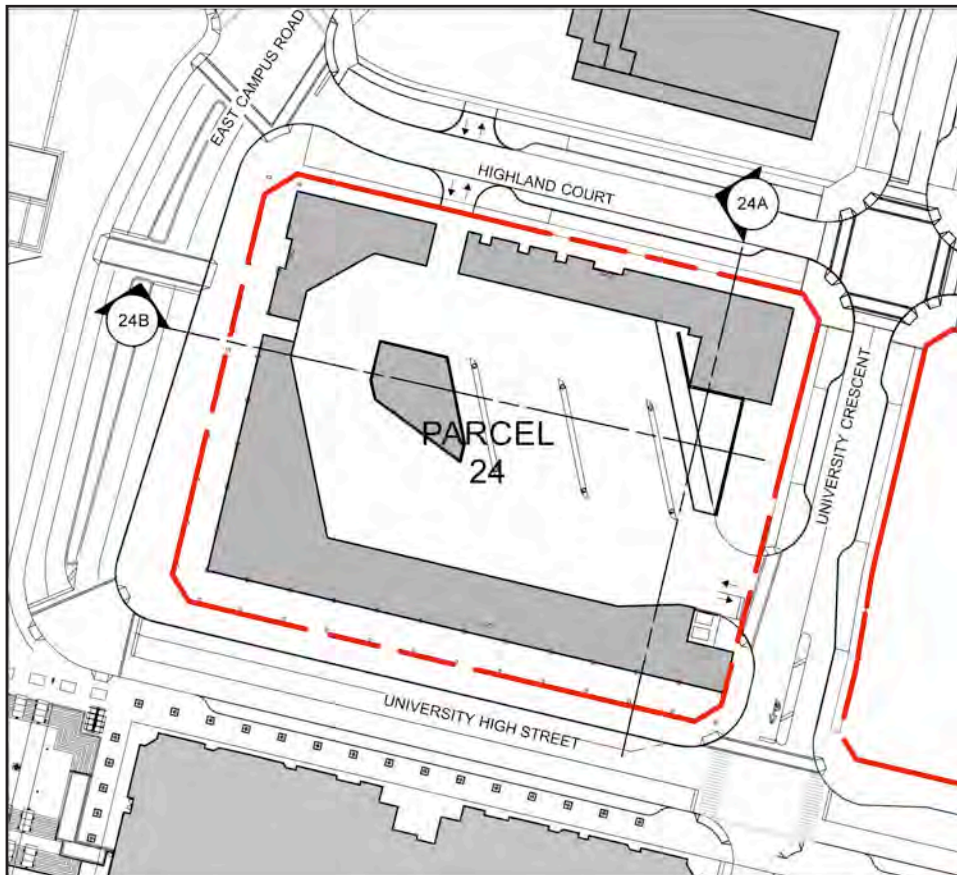 EAST CAMPUS ROAD
HIGHLAND COURT
24A
24B
PARCEL
24
UNIVERSITY CRESCENT
UNIVERSITY HIGH STREET